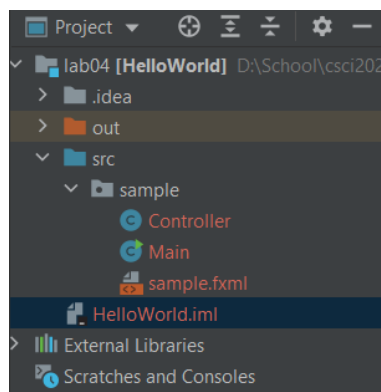 Project
lab04 [HelloWorld] D:\School\csci202
.idea
out
src
sample
Controller
Main
sample.fxml
HelloWorld.iml
External Libraries
Scratches and Consoles